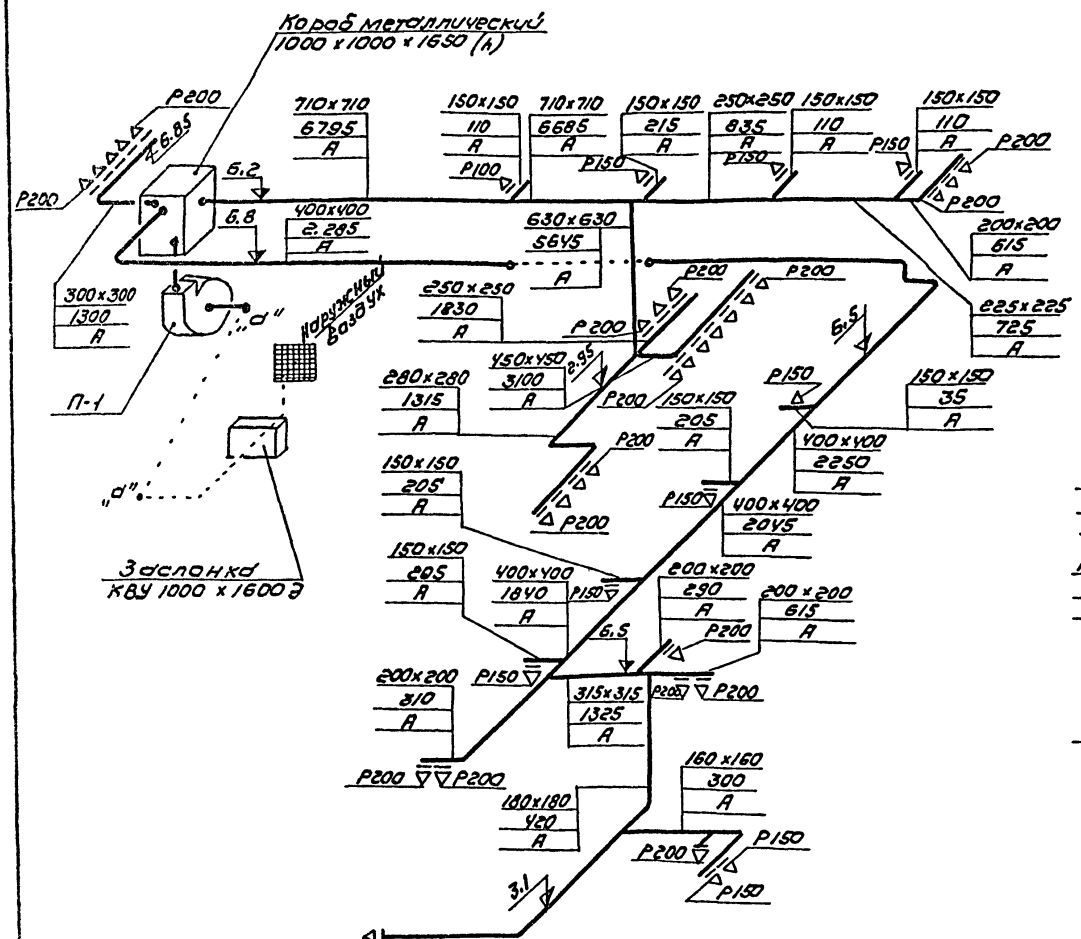 Короб металлический
1000 x 1000 x 1650 (h)
P200
6.85
P200
710x710
6795
А
150x150
110
А
P100
710x710
6685
А
150x150
215
А
P150
250x250
835
А
150x150
110
А
P150
150x150
110
А
P150
P200
P200
6.2
6.8
400x400
2.285
А
630x630
5645
А
200x200
615
А
225x225
725
А
300x300
1300
А
"а"
Наружный
воздух
П-1
"а"
Заслонка
КВУ 1000 x 1600 Э
250x250
1830
А
P200
P200
P200
P200
450x450
3100
А
2.95
280x280
1315
А
P200
P200
6.5
P150
150x150
35
А
400x400
2250
А
150x150
205
А
P150
400x400
2045
А
150x150
205
А
P150
150x150
205
А
P150
400x400
1840
А
200x200
290
А
P200
200x200
615
А
P200
P200
6.5
315x315
1325
А
200x200
310
А
P200
P200
180x180
420
А
160x160
300
А
P200
P150
P150
3.1